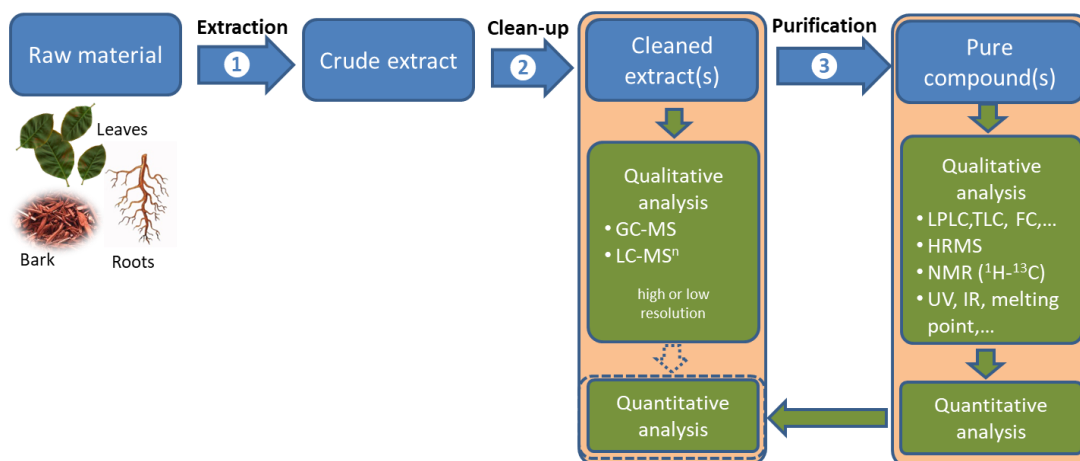 Extraction
Clean-up
Purification
Raw material
1
Crude extract
2
Cleaned
extract(s)
3
Pure
compound(s)
Leaves
Bark
Roots
Qualitative
analysis
• GC-MS
• LC-MSⁿ
high or low
resolution
Quantitative
analysis
Qualitative
analysis
• LPLC,TLC, FC,...
• HRMS
• NMR (¹H-¹³C)
• UV, IR, melting
point,...
Quantitative
analysis